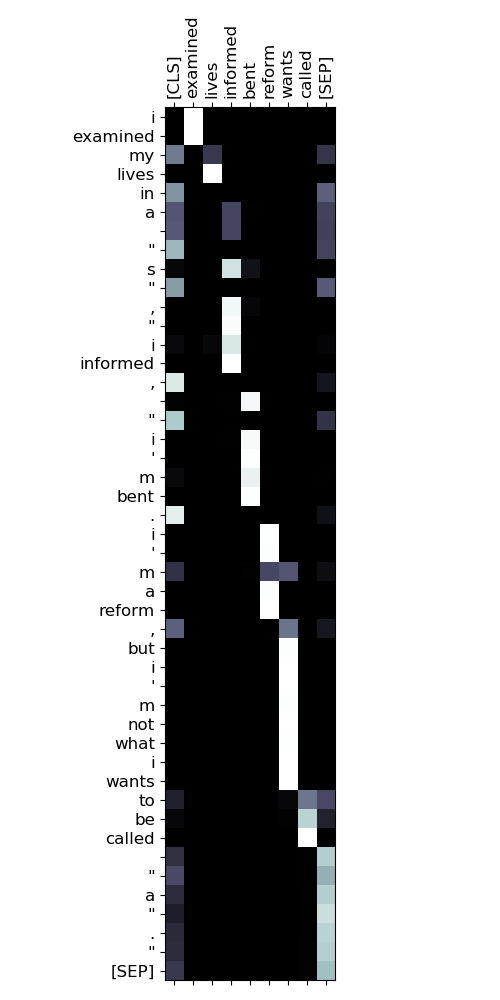 [CLS] examined lives informed bent reform wants called [SEP]
i
examined
my
lives
in
a
"
s
"
,
"
i
informed
,
"
i
'
m
bent
.
i
'
m
a
reform
,
but
i
'
m
not
what
i
wants
to
be
called
"
a
"
.
"
[SEP]